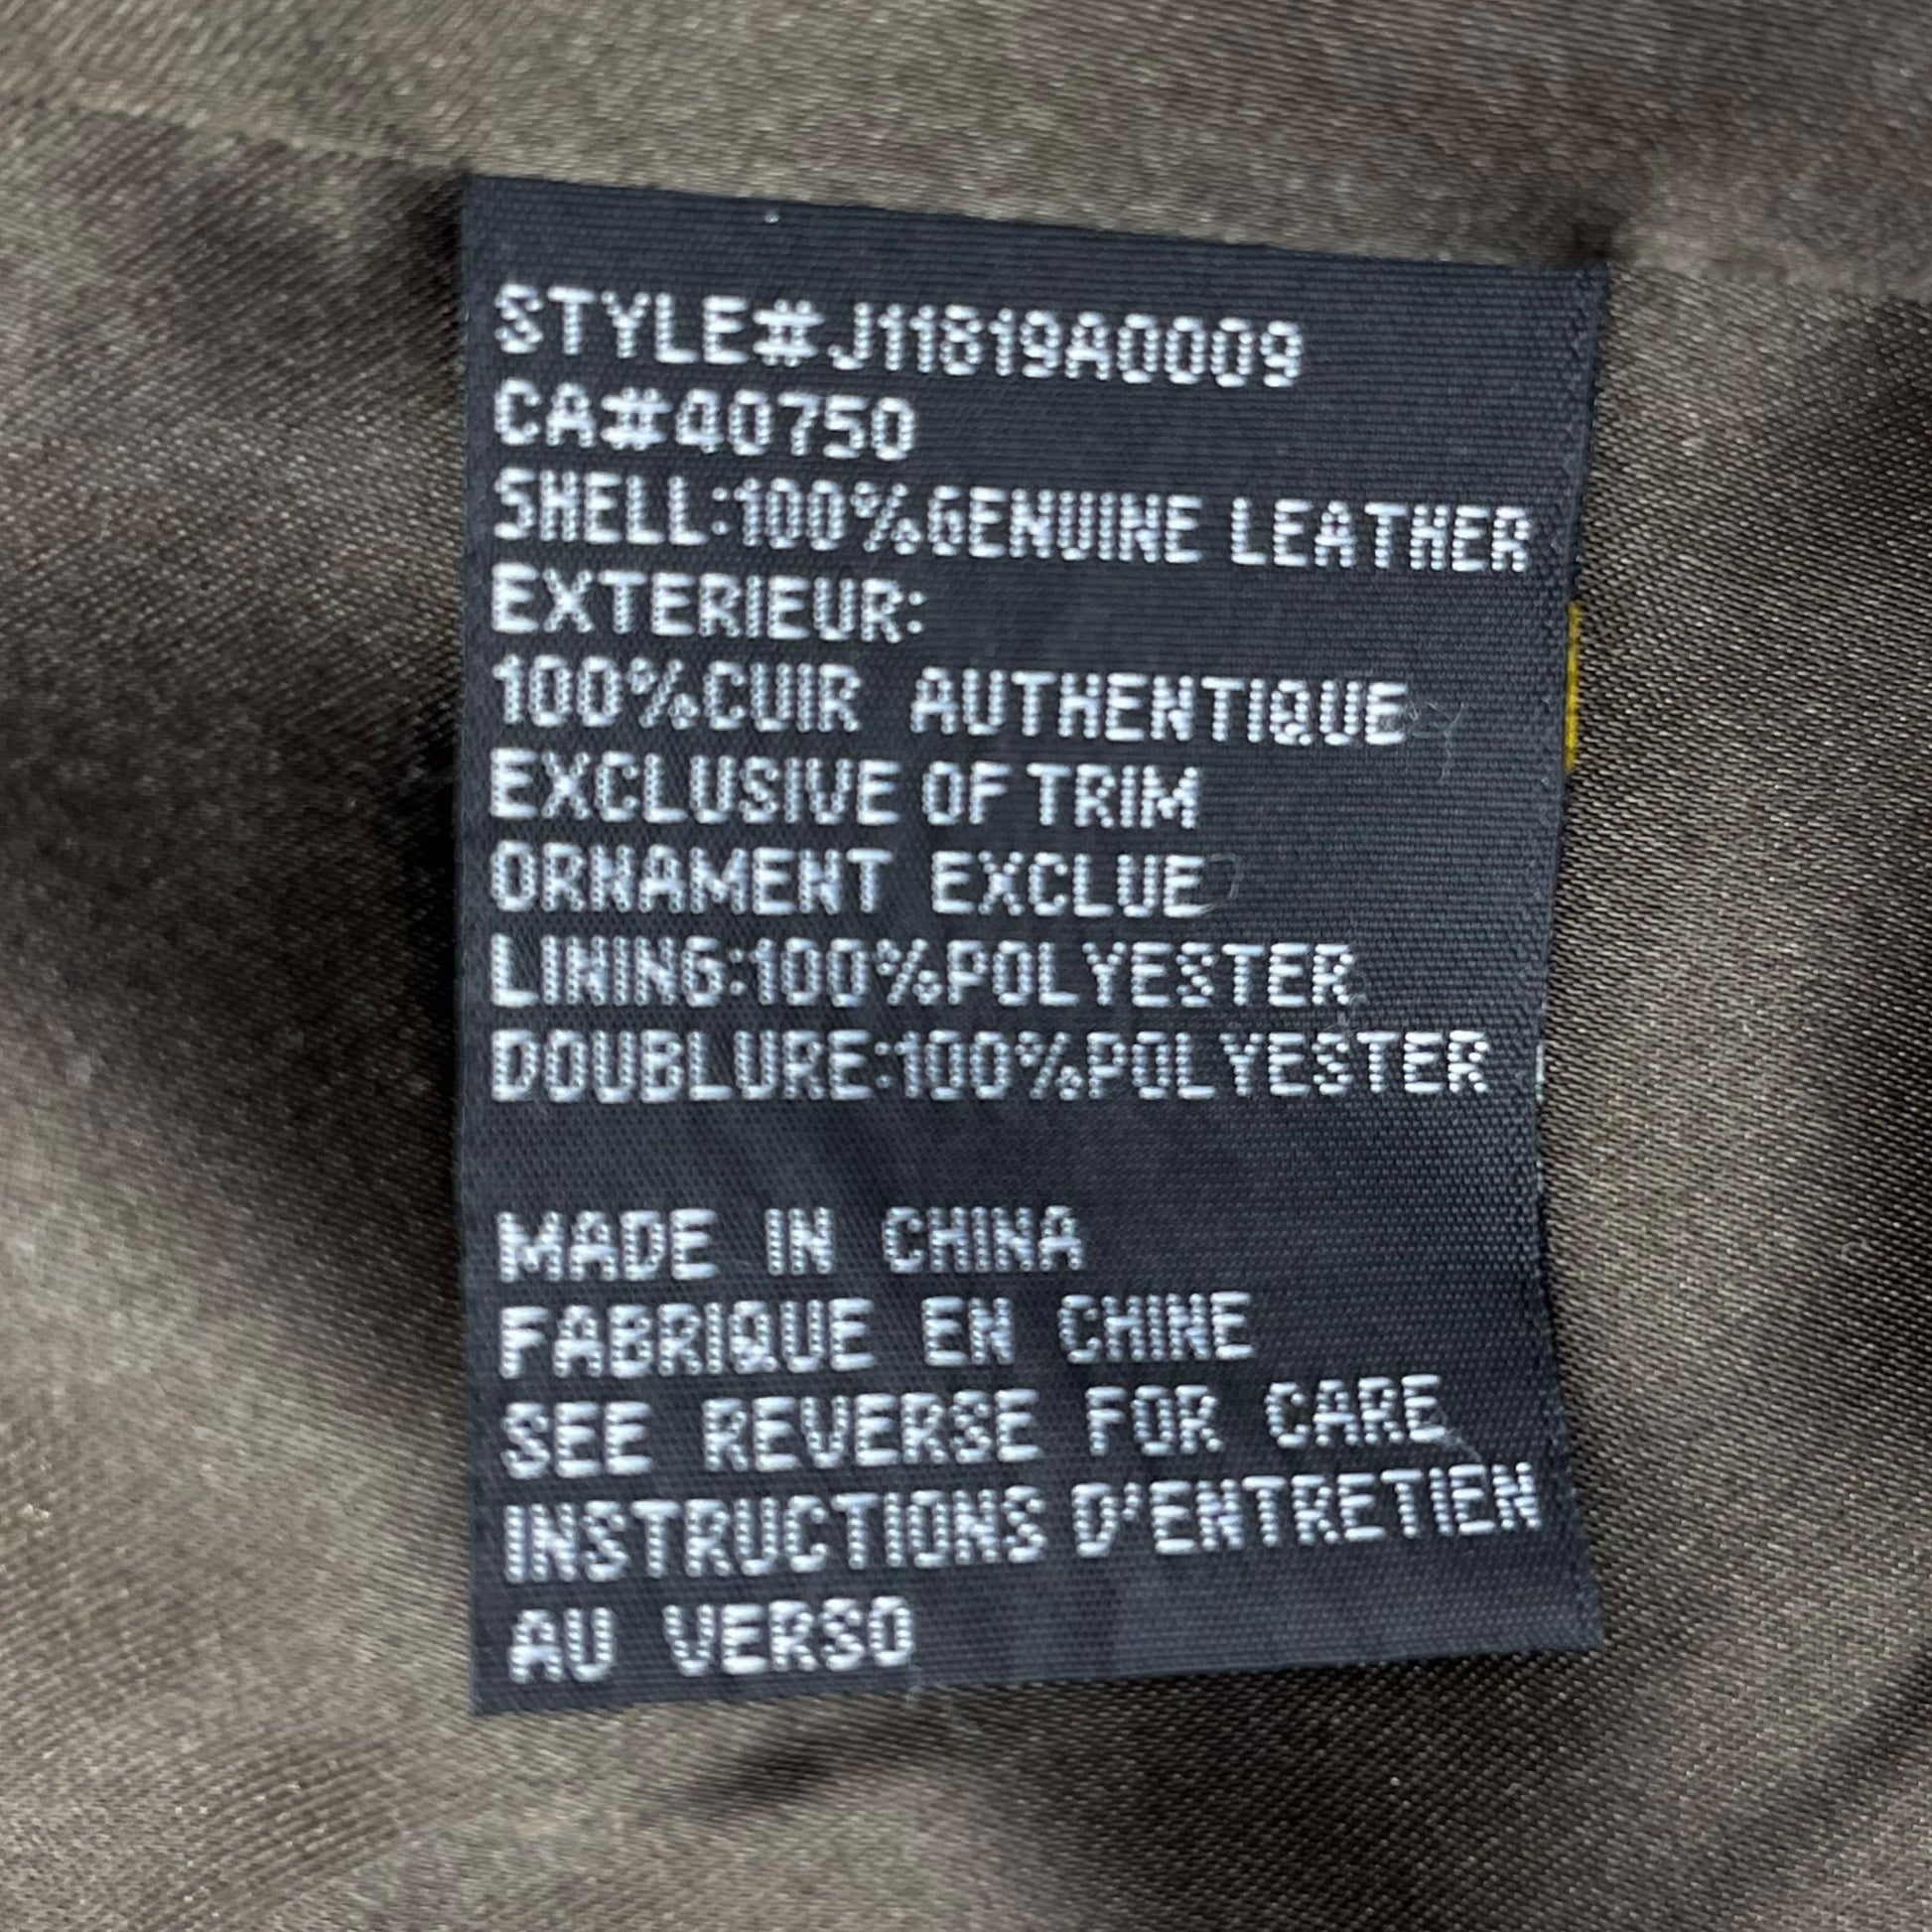 STYLE#J11819A0009
CA#40750
SHELL:100%GENUINE LEATHER
EXTERIEUR:
100%CUIR AUTHENTIQUE
EXCLUSIVE OF TRIM
ORNAMENT EXCLUE
LINING:100%POLYESTER
DOUBLURE:100%POLYESTER
MADE IN CHINA
FABRIQUE EN CHINE
SEE REVERSE FOR CARE
INSTRUCTIONS D'ENTRETIEN
AU VERSO